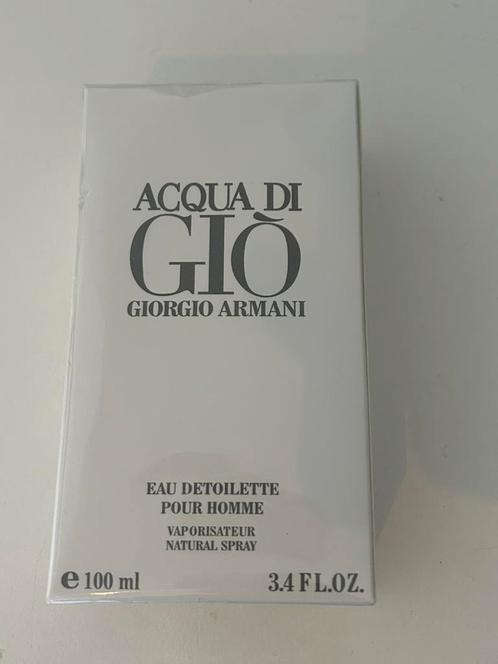 ACQUA DI
GIÒ
GIORGIO ARMANI
EAU DETOILETTE
POUR HOMME
VAPORISATEUR
NATURAL SPRAY
e 100 ml 3.4 FL.OZ.